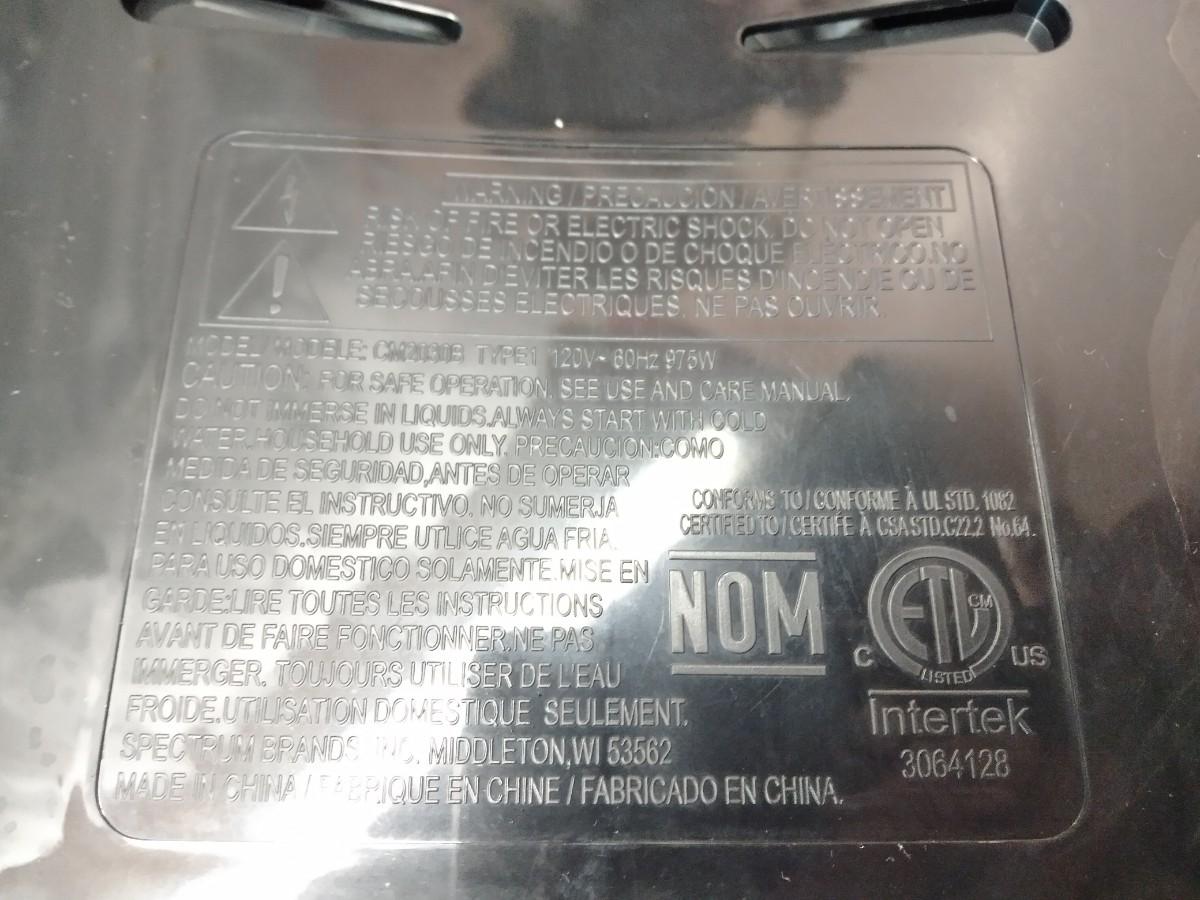 WARNING / PRECAUCIÓN / AVERTISSEMENT
RISK OF FIRE OR ELECTRIC SHOCK. DO NOT OPEN
RIESGO DE INCENDIO O DE CHOQUE ELECTRICO.NO
ABRA.AFIN D'EVITER LES RISQUES D'INCENDIE OU DE
SECOUSSES ELECTRIQUES. NE PAS OUVRIR.
MODEL / MODELE: CM2030B TYPE1 120V~ 60Hz 975W
CAUTION: FOR SAFE OPERATION, SEE USE AND CARE MANUAL.
DO NOT IMMERSE IN LIQUIDS.ALWAYS START WITH COLD
WATER.HOUSEHOLD USE ONLY. PRECAUCION:COMO
MEDIDA DE SEGURIDAD,ANTES DE OPERAR
CONSULTE EL INSTRUCTIVO. NO SUMERJA
EN LIQUIDOS.SIEMPRE UTLICE AGUA FRIA.
PARA USO DOMESTICO SOLAMENTE.MISE EN
GARDE:LIRE TOUTES LES INSTRUCTIONS
AVANT DE FAIRE FONCTIONNER.NE PAS
IMMERGER. TOUJOURS UTILISER DE L'EAU
FROIDE.UTILISATION DOMESTIQUE SEULEMENT.
SPECTRUM BRANDS, INC. MIDDLETON,WI 53562
MADE IN CHINA / FABRIQUE EN CHINE / FABRICADO EN CHINA.
CONFORMS TO / CONFORME À UL STD. 1082
CERTIFIED TO / CERTIFE À CSA STD.C22.2 No.64.
NOM
ETL CM
C US
LISTED
Intertek
3064128